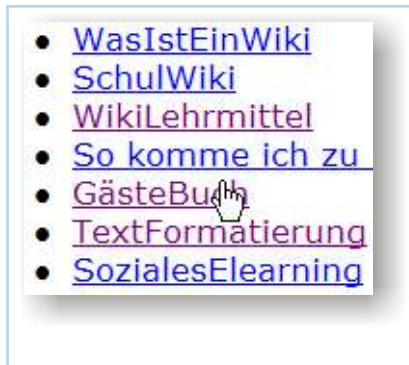 WasIstEinWiki
SchulWiki
WikiLehrmittel
So komme ich zu
GästeBuch
TextFormatierung
SozialesElearning